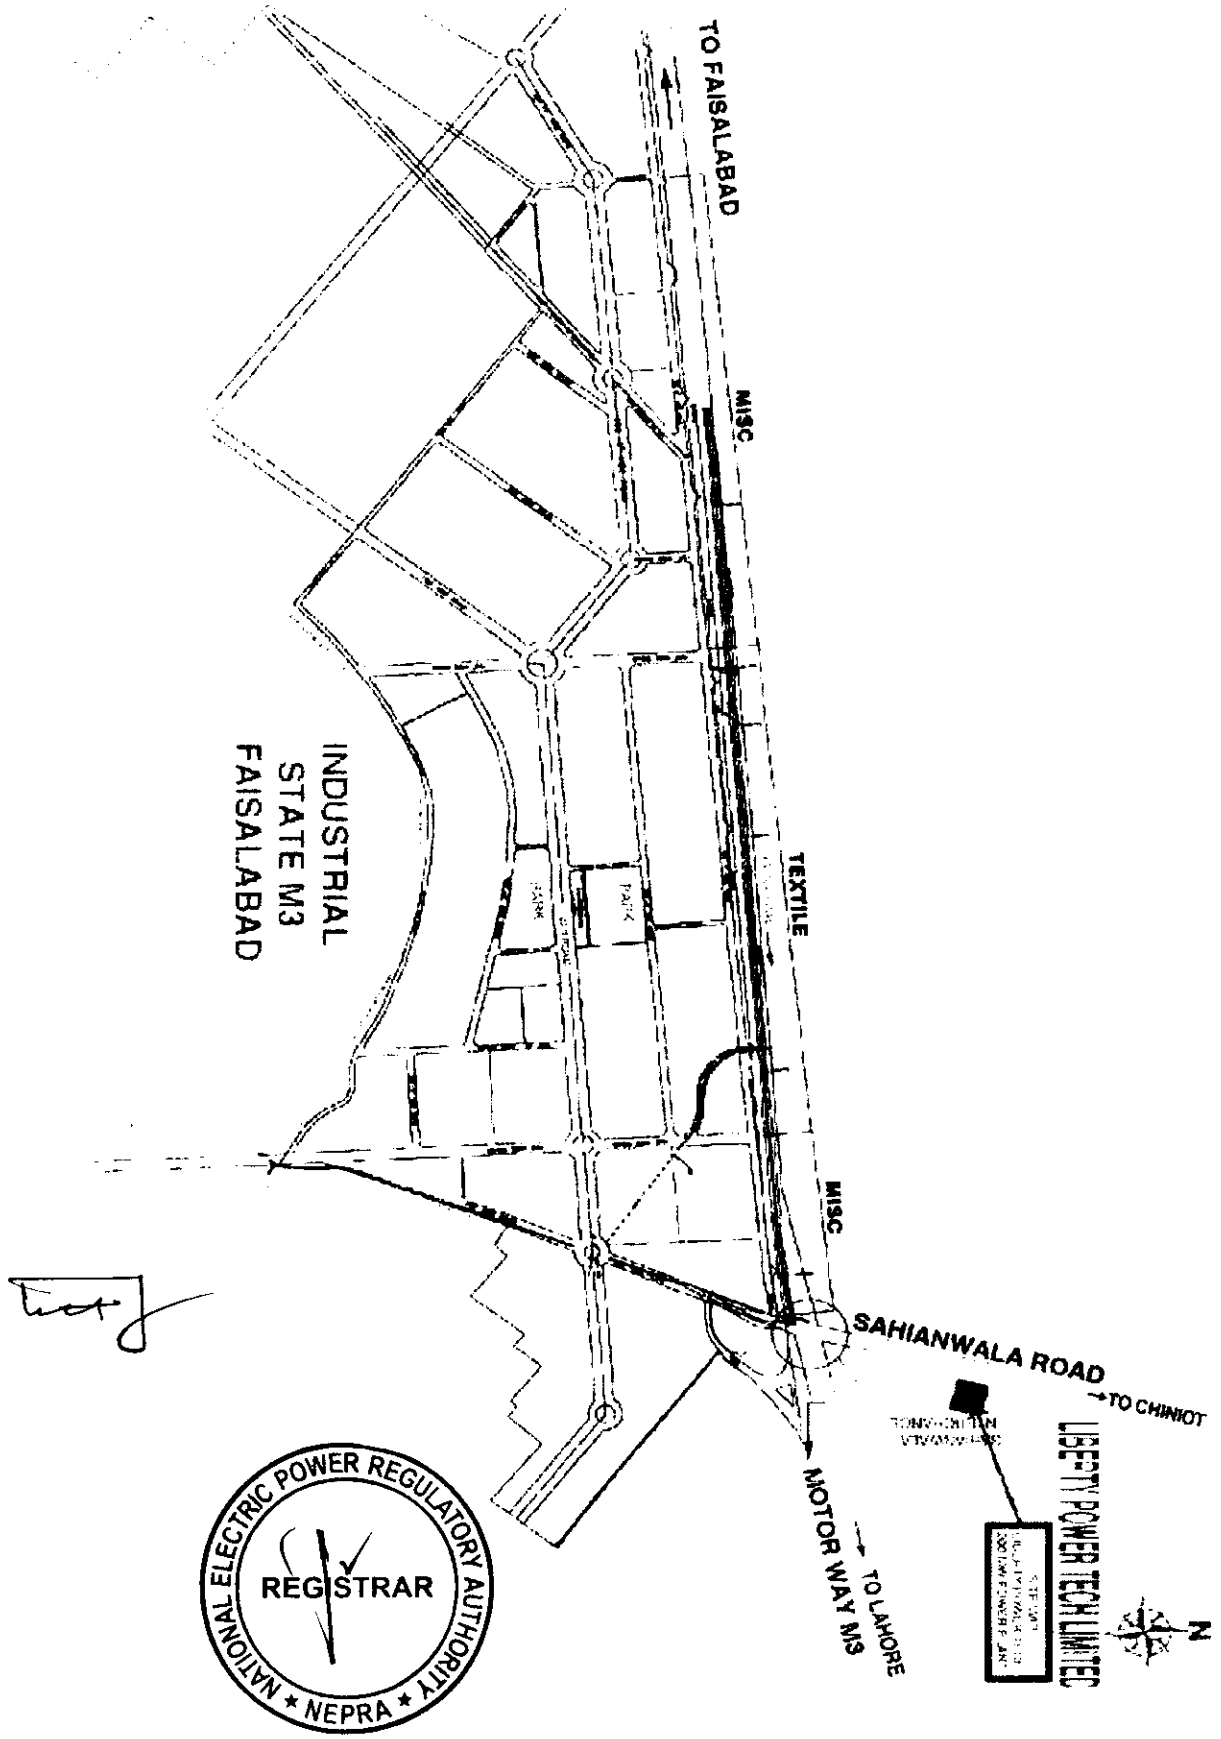 TO FAISALABAD
MISC
TEXTILE
MISC
SAHIANWALA ROAD
→TO CHINIOT
→ TO LAHORE
MOTOR WAY M3
LIBERTY POWER TECH LIMITED
N
PARK
PARK
INDUSTRIAL
STATE M3
FAISALABAD
NATIONAL ELECTRIC POWER REGULATORY AUTHORITY
REGISTRAR
★ NEPRA ★